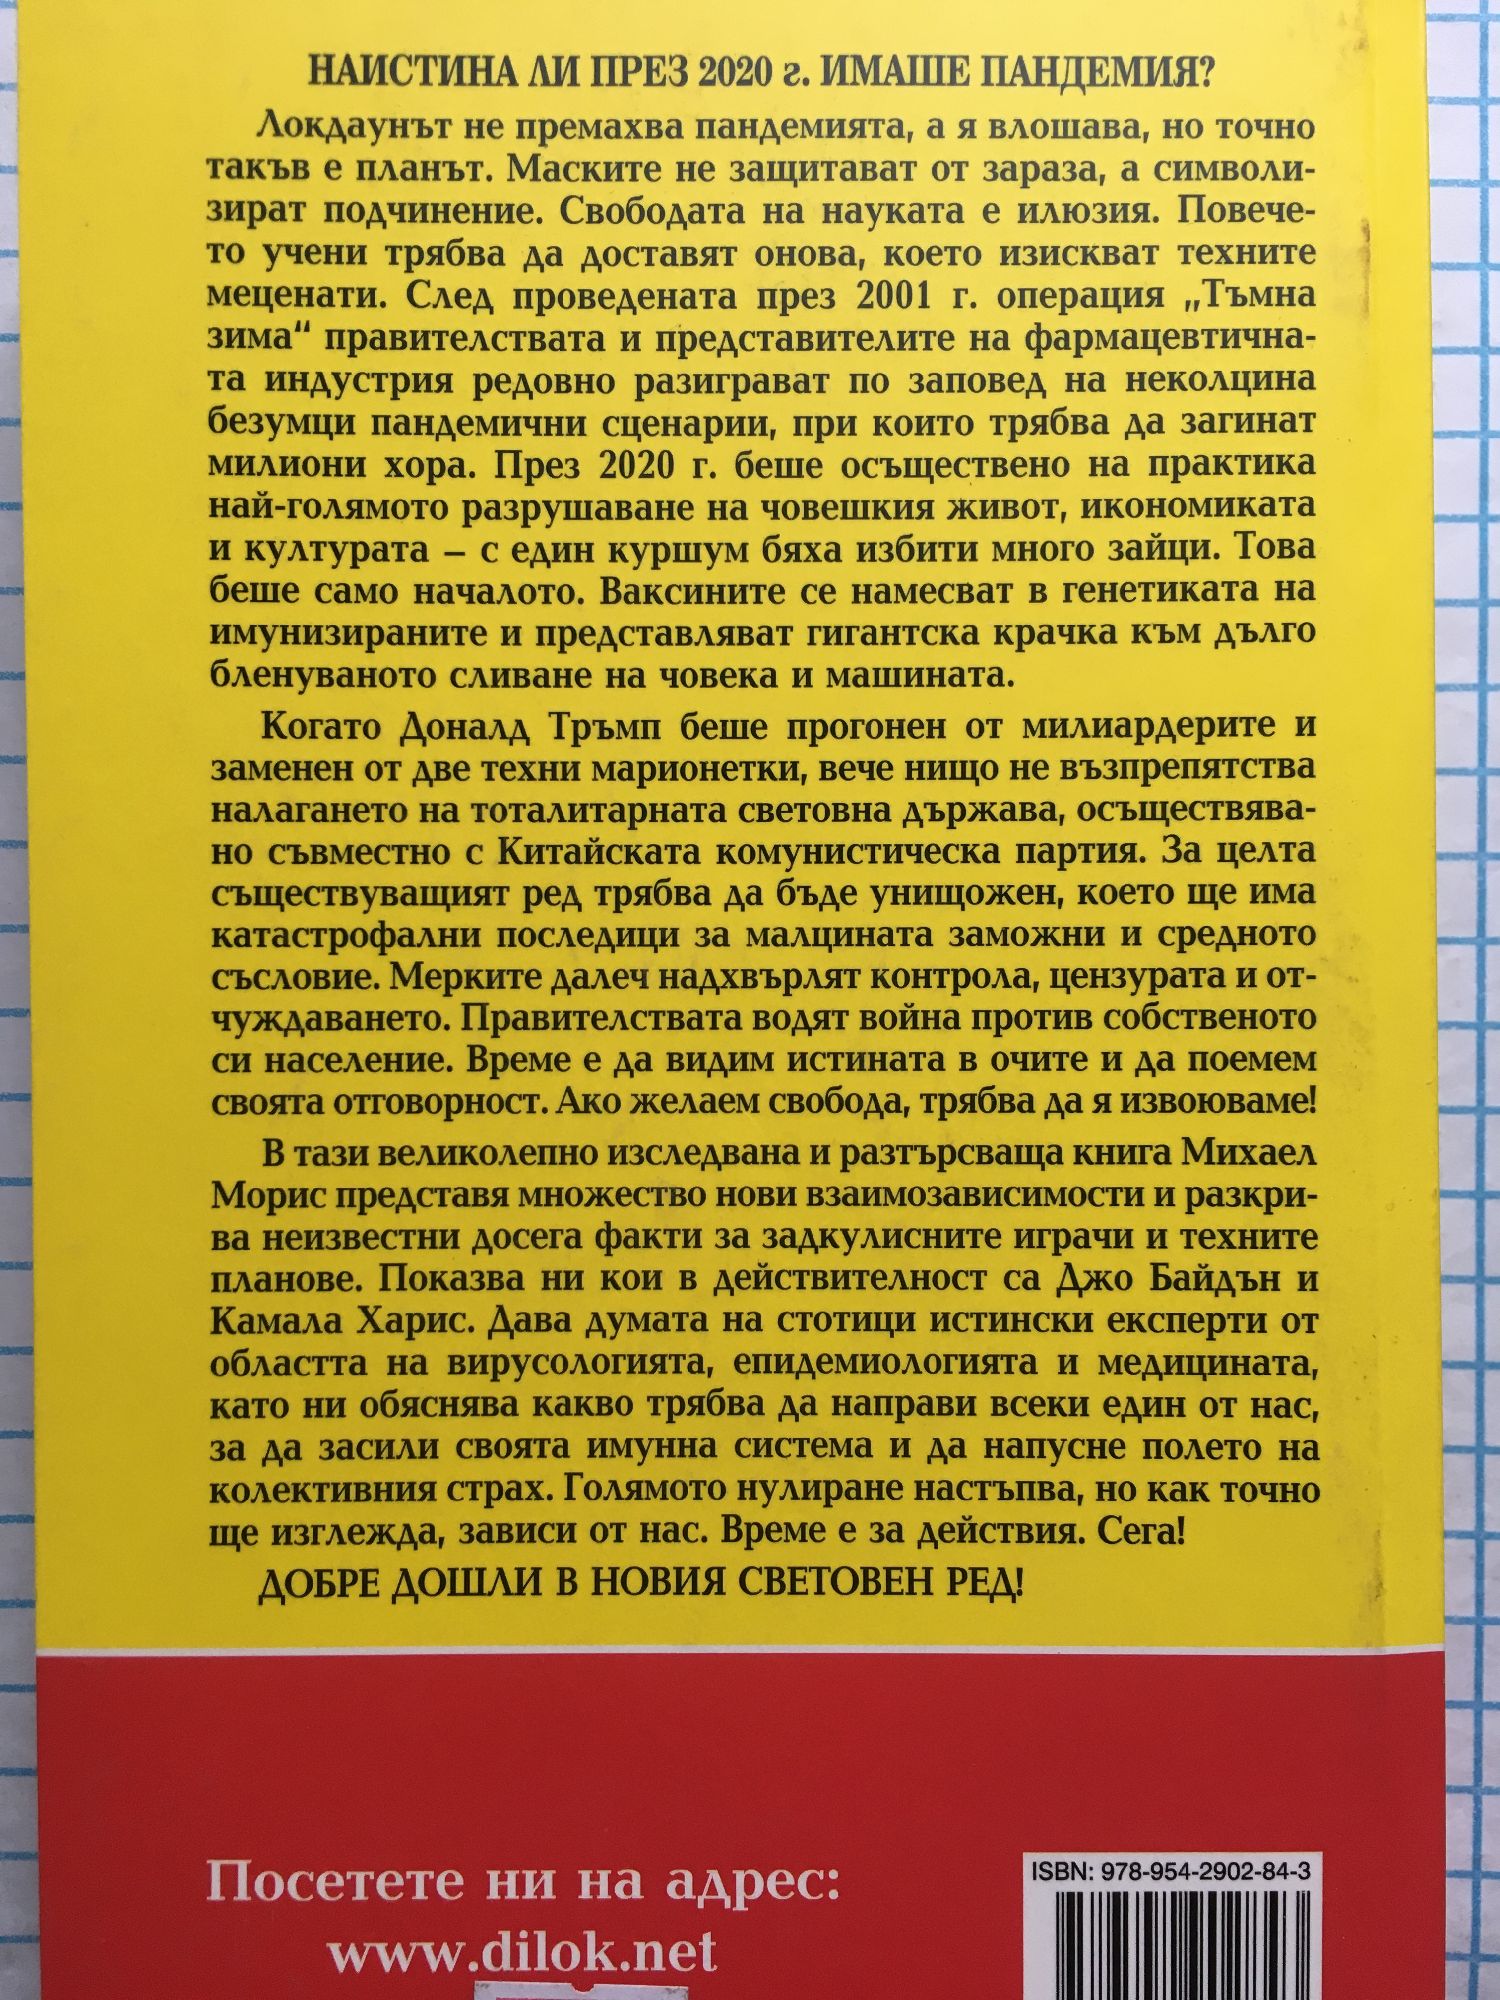 НАИСТИНА ЛИ ПРЕЗ 2020 г. ИМАШЕ ПАНДЕМИЯ?
Локдаунът не премахва пандемията, а я влошава, но точно
такъв е планът. Маските не защитават от зараза, а символи-
зират подчинение. Свободата на науката е илюзия. Повече-
то учени трябва да доставят онова, което изискват техните
меценати. След проведената през 2001 г. операция „Тъмна
зима“ правителствата и представителите на фармацевтична-
та индустрия редовно разиграват по заповед на неколцина
безумци пандемични сценарии, при които трябва да загинат
милиони хора. През 2020 г. беше осъществено на практика
най-голямото разрушаване на човешкия живот, икономиката
и културата – с един куршум бяха избити много зайци. Това
беше само началото. Ваксините се намесват в генетиката на
имунизираните и представляват гигантска крачка към дълго
бленуваното сливане на човека и машината.
Когато Доналд Тръмп беше прогонен от милиардерите и
заменен от две техни марионетки, вече нищо не възпрепятства
налагането на тоталитарната световна държава, осъществява-
но съвместно с Китайската комунистическа партия. За целта
съществуващият ред трябва да бъде унищожен, което ще има
катастрофални последици за малцината заможни и средното
съсловие. Мерките далеч надхвърлят контрола, цензурата и от-
чуждаването. Правителствата водят война против собственото
си население. Време е да видим истината в очите и да поемем
своята отговорност. Ако желаем свобода, трябва да я извоюваме!
В тази великолепно изследвана и разтърсваща книга Михаел
Морис представя множество нови взаимозависимости и разкри-
ва неизвестни досега факти за задкулисните играчи и техните
планове. Показва ни кои в действителност са Джо Байдън и
Камала Харис. Дава думата на стотици истински експерти от
областта на вирусологията, епидемиологията и медицината,
като ни обяснява какво трябва да направи всеки един от нас,
за да засили своята имунна система и да напусне полето на
колективния страх. Голямото нулиране настъпва, но как точно
ще изглежда, зависи от нас. Време е за действия. Сега!
ДОБРЕ ДОШЛИ В НОВИЯ СВЕТОВЕН РЕД!
Посетете ни на адрес:
www.dilok.net
ISBN: 978-954-2902-84-3